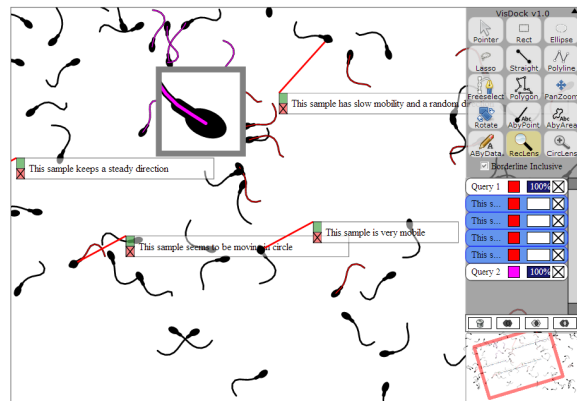 VisDock v1.0
Pointer
Rect
Ellipse
Lasso
Straight
Polyline
Freeselect
Polygon
PanZoom
Rotate
AbyPoint
AbyArea
AByData
RecLens
CircLens
Borderline Inclusive
Query 1
100%
This s...
This s...
This s...
This s...
Query 2
100%
This sample has slow mobility and a random d
This sample keeps a steady direction
This sample is very mobile
This sample seems to be moving in circle